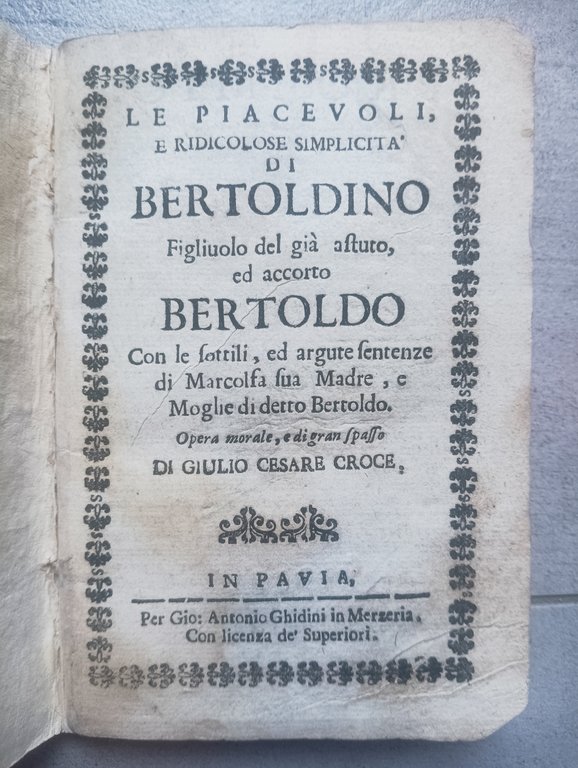 LE PIACEVOLI,
E RIDICOLOSE SIMPLICITA'
DI
BERTOLDINO
Figliuolo del già aſtuto,
ed accorto
BERTOLDO
Con le ſottili, ed argute ſentenze
di Marcolfa ſua Madre, e
Moglie di detto Bertoldo.
Opera morale, e di gran ſpaſſo
DI GIULIO CESARE CROCE,
IN PAVIA,
Per Gio: Antonio Ghidini in Merzeria.
Con licenza de' Superiori.